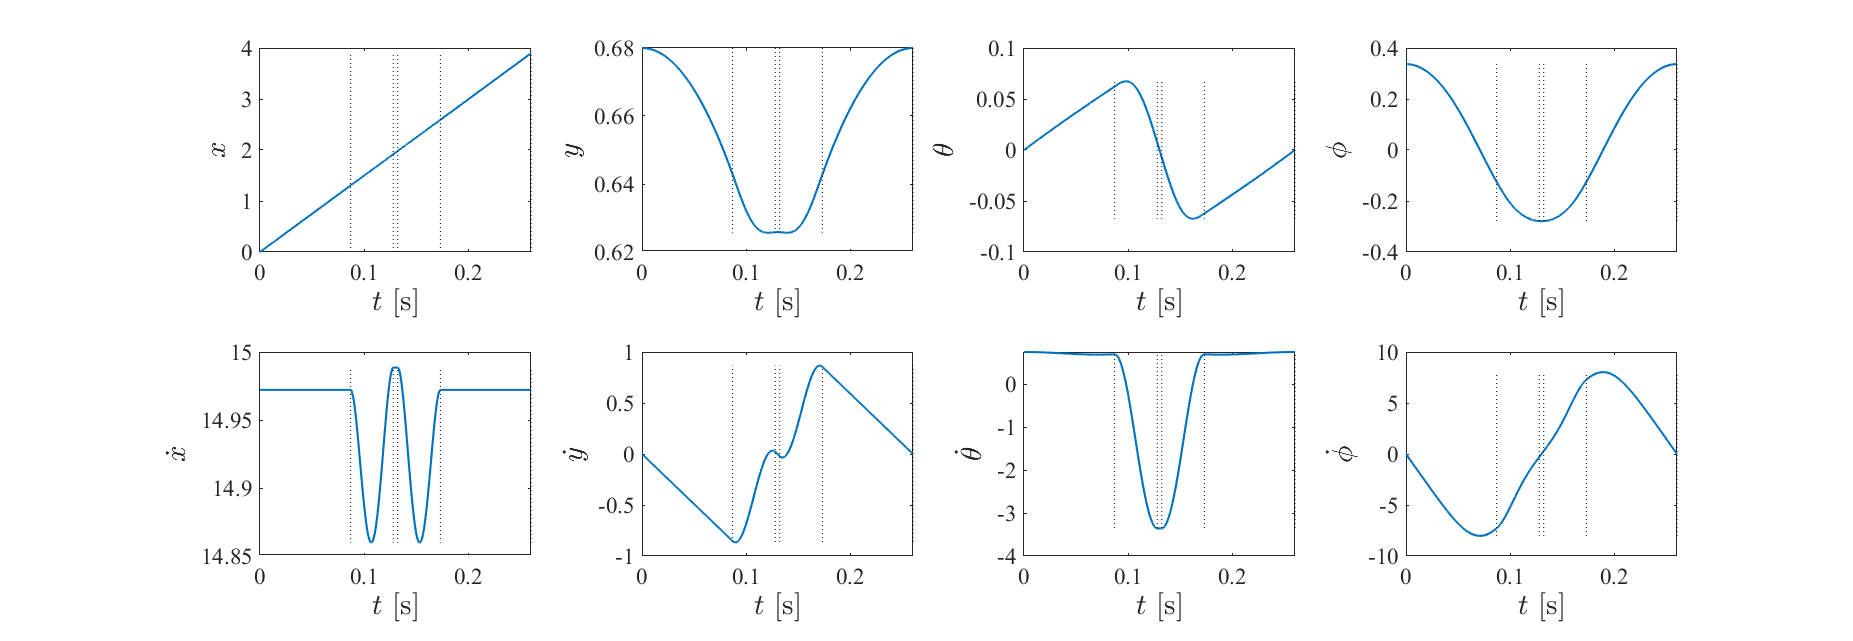 4
3
2
1
0
x
0 0.1 0.2
t [s]
0.68
0.66
0.64
0.62
y
0 0.1 0.2
t [s]
0.1
0.05
0
-0.05
-0.1
θ
0 0.1 0.2
t [s]
0.4
0.2
0
-0.2
-0.4
ϕ
0 0.1 0.2
t [s]
15
14.95
14.9
14.85
ẋ
0 0.1 0.2
t [s]
1
0.5
0
-0.5
-1
ẏ
0 0.1 0.2
t [s]
0
-1
-2
-3
-4
θ̇
0 0.1 0.2
t [s]
10
5
0
-5
-10
ϕ̇
0 0.1 0.2
t [s]